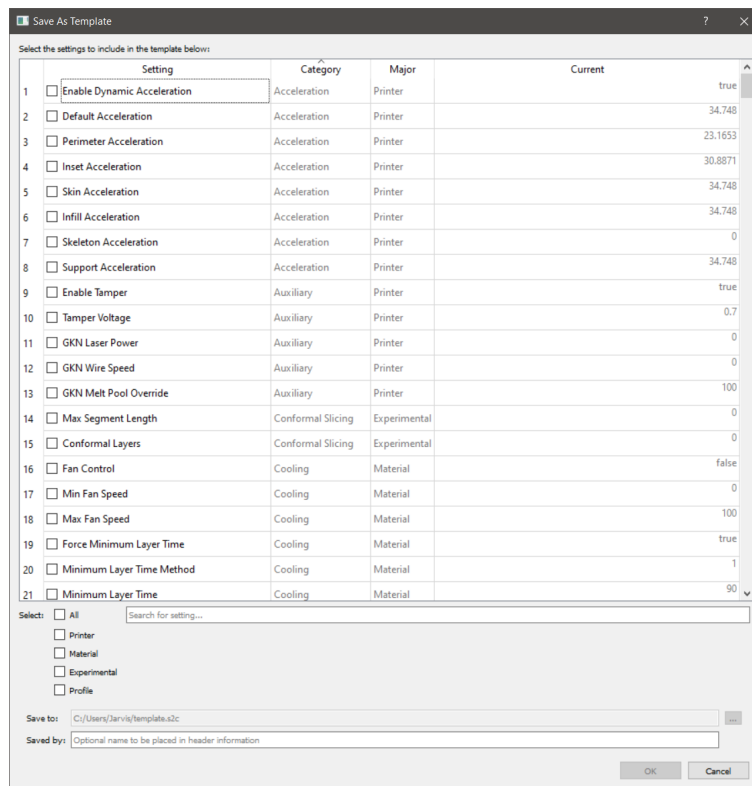 Save As Template
Select the settings to include in the template below:
Setting Category Major Current
1 Enable Dynamic Acceleration Acceleration Printer true
2 Default Acceleration Acceleration Printer 34.748
3 Perimeter Acceleration Acceleration Printer 23.1653
4 Inset Acceleration Acceleration Printer 30.8871
5 Skin Acceleration Acceleration Printer 34.748
6 Infill Acceleration Acceleration Printer 34.748
7 Skeleton Acceleration Acceleration Printer 0
8 Support Acceleration Acceleration Printer 34.748
9 Enable Tamper Auxiliary Printer true
10 Tamper Voltage Auxiliary Printer 0.7
11 GKN Laser Power Auxiliary Printer 0
12 GKN Wire Speed Auxiliary Printer 0
13 GKN Melt Pool Override Auxiliary Printer 100
14 Max Segment Length Conformal Slicing Experimental 0
15 Conformal Layers Conformal Slicing Experimental 0
16 Fan Control Cooling Material false
17 Min Fan Speed Cooling Material 0
18 Max Fan Speed Cooling Material 100
19 Force Minimum Layer Time Cooling Material true
20 Minimum Layer Time Method Cooling Material 1
21 Minimum Layer Time Cooling Material 90
Select: All Search for setting...
Printer
Material
Experimental
Profile
Save to: C:/Users/Jarvis/template.s2c ...
Saved by: Optional name to be placed in header information
OK Cancel